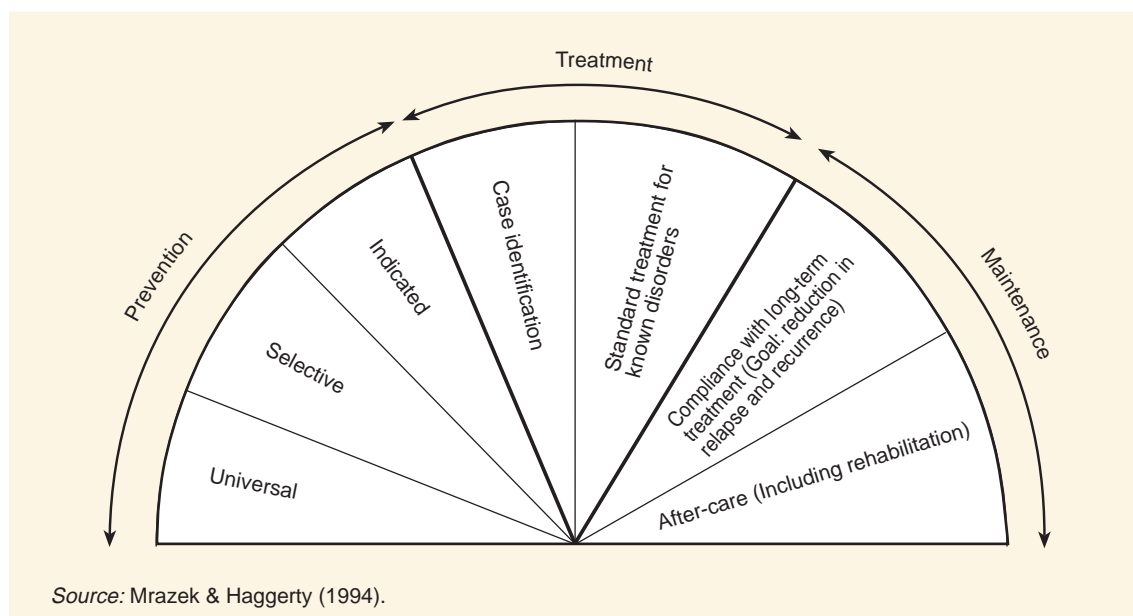 Treatment
Prevention
Maintenance
Universal
Selective
Indicated
Case identification
Standard treatment for
known disorders
Compliance with long-term
treatment (Goal: reduction in
relapse and recurrence)
After-care (Including rehabilitation)
Source: Mrazek & Haggerty (1994).